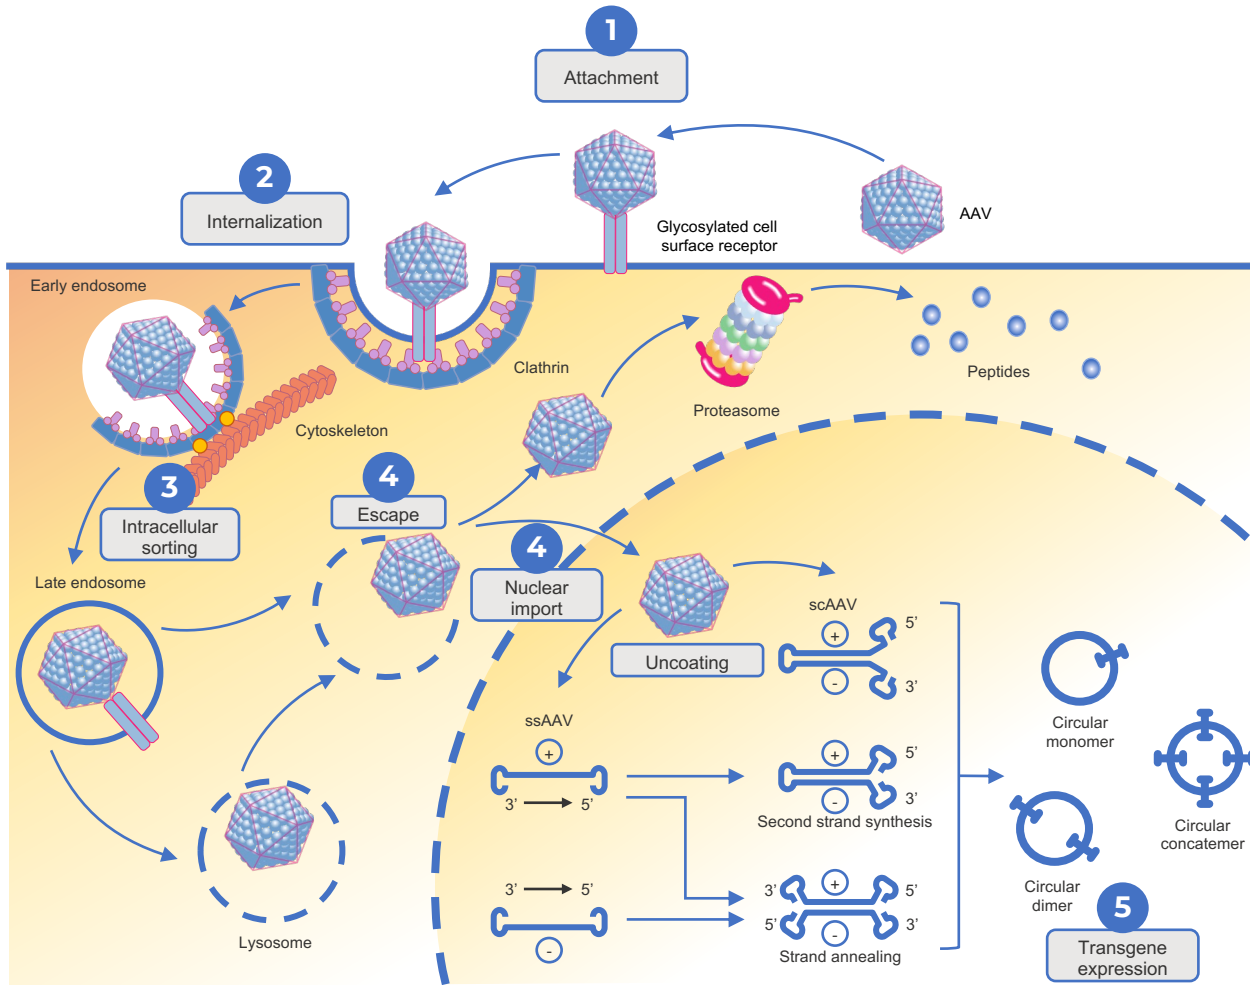 1
Attachment
2
Internalization
AAV
Glycosylated cell
surface receptor
Early endosome
Clathrin
Peptides
Proteasome
Cytoskeleton
3
Intracellular
sorting
4
Escape
4
Nuclear
import
Late endosome
Uncoating
scAAV
+
5’
-
3’
ssAAV
+
3’
5’
+
5’
-
3’
Second strand synthesis
3’
5’
-
3’
+
5’
5’
-
3’
Strand annealing
Lysosome
Circular
monomer
Circular
concatemer
Circular
dimer
5
Transgene
expression